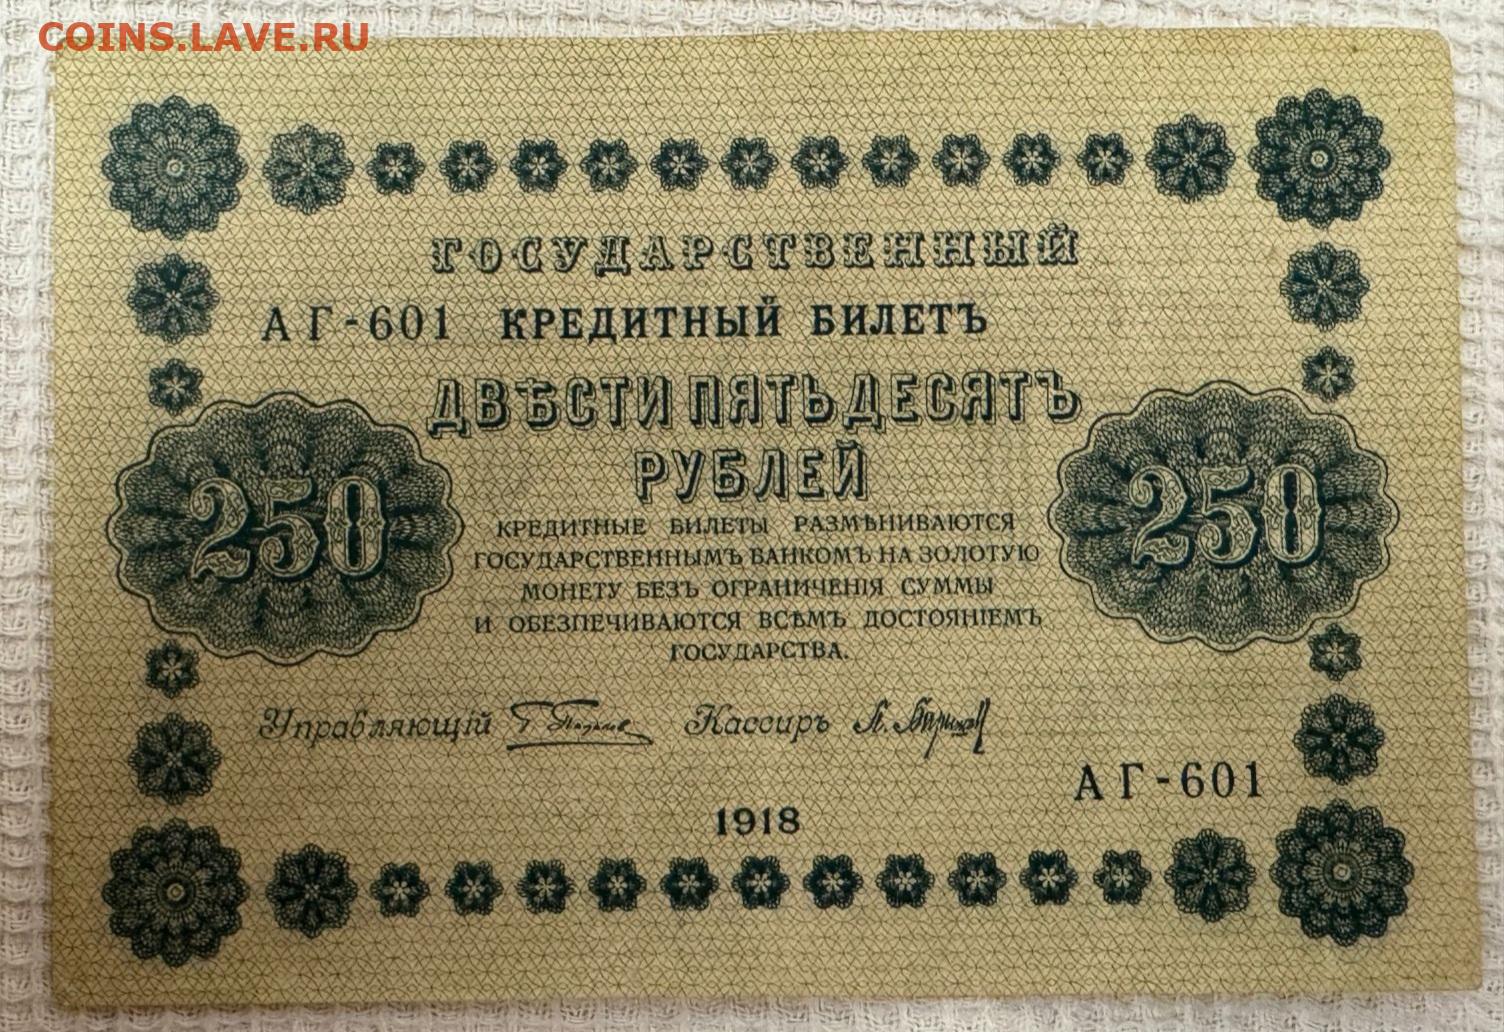 COINS.LAVE.RU
ГОСУДАРСТВЕННЫЙ
АГ-601 КРЕДИТНЫЙ БИЛЕТЪ
ДВѢСТИ ПЯТЬДЕСЯТЪ
РУБЛЕЙ
250 250
КРЕДИТНЫЕ БИЛЕТЫ РАЗМѢНИВАЮТСЯ
ГОСУДАРСТВЕННЫМЪ БАНКОМЪ НА ЗОЛОТУЮ
МОНЕТУ БЕЗЪ ОГРАНИЧЕНІЯ СУММЫ
И ОБЕЗПЕЧИВАЮТСЯ ВСѢМЪ ДОСТОЯНІЕМЪ
ГОСУДАРСТВА.
Управляющій Кассиръ
АГ-601
1918